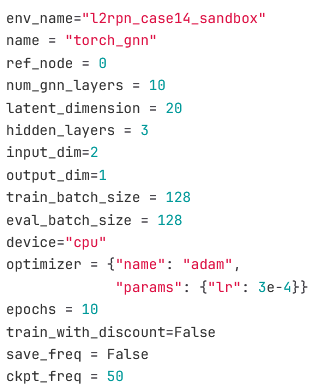 env_name="l2rpn_case14_sandbox"
name = "torch_gnn"
ref_node = 0
num_gnn_layers = 10
latent_dimension = 20
hidden_layers = 3
input_dim=2
output_dim=1
train_batch_size = 128
eval_batch_size = 128
device="cpu"
optimizer = {"name": "adam",
             "params": {"lr": 3e-4}}
epochs = 10
train_with_discount=False
save_freq = False
ckpt_freq = 50